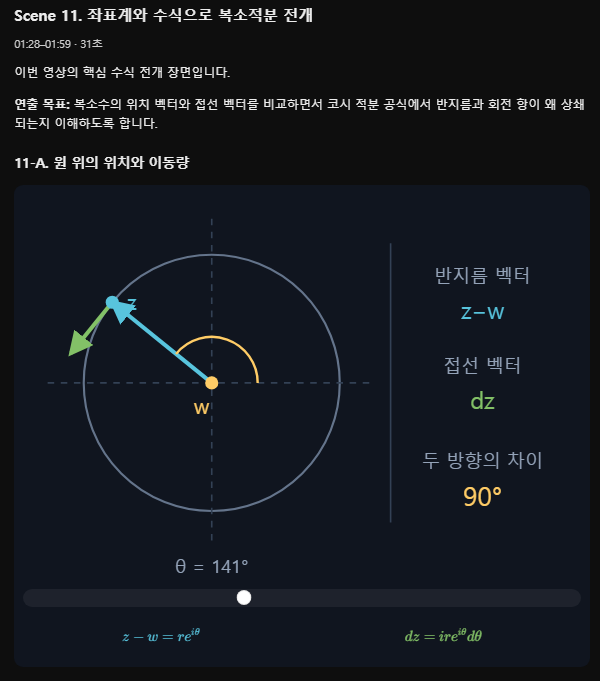 Scene 11. 좌표계와 수식으로 복소적분 전개
01:28–01:59 · 31초
이번 영상의 핵심 수식 전개 장면입니다.
연출 목표: 복소수의 위치 벡터와 접선 벡터를 비교하면서 코시 적분 공식에서 반지름과 회전 항이 왜 상쇄
되는지 이해하도록 합니다.
11-A. 원 위의 위치와 이동량
반지름 벡터
z
z−w
접선 벡터
w
dz
두 방향의 차이
90°
θ = 141°
z − w = re^{iθ}
dz = ire^{iθ}dθ